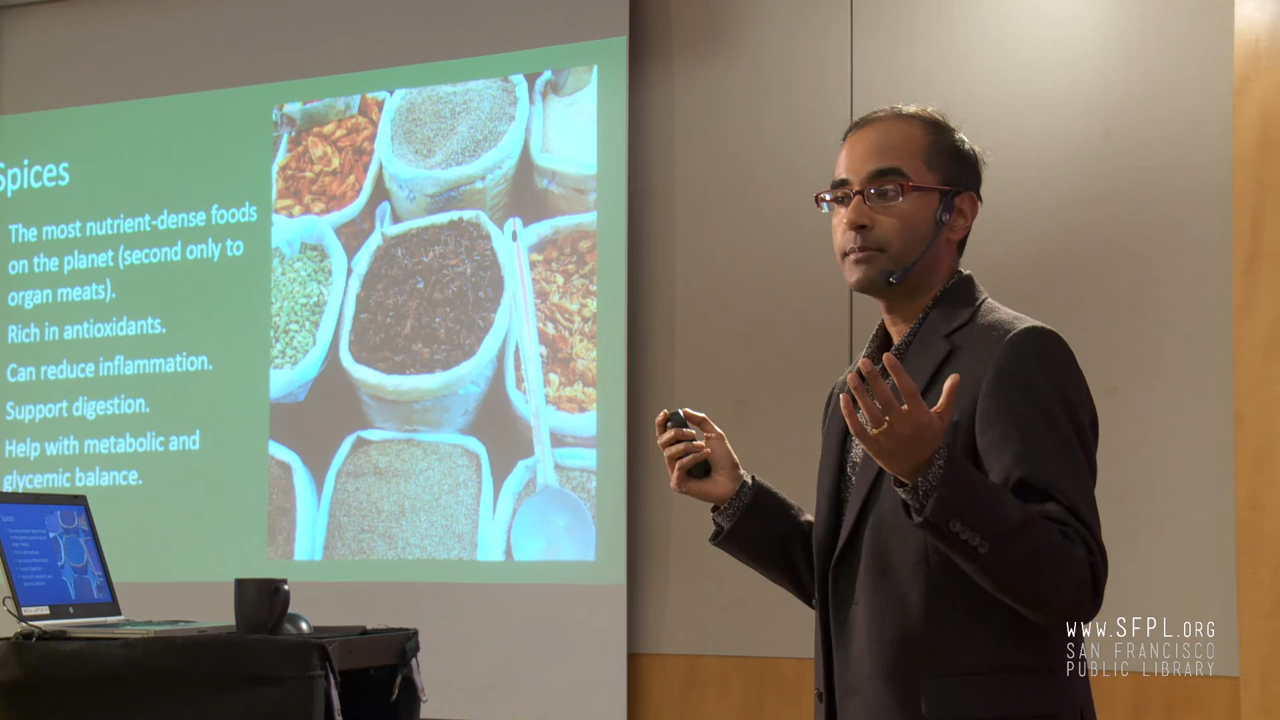 Spices
The most nutrient-dense foods
on the planet (second only to
organ meats).
Rich in antioxidants.
Can reduce inflammation.
Support digestion.
Help with metabolic and
glycemic balance.
Spices
WWW.SFPL.ORG
SAN FRANCISCO
PUBLIC LIBRARY